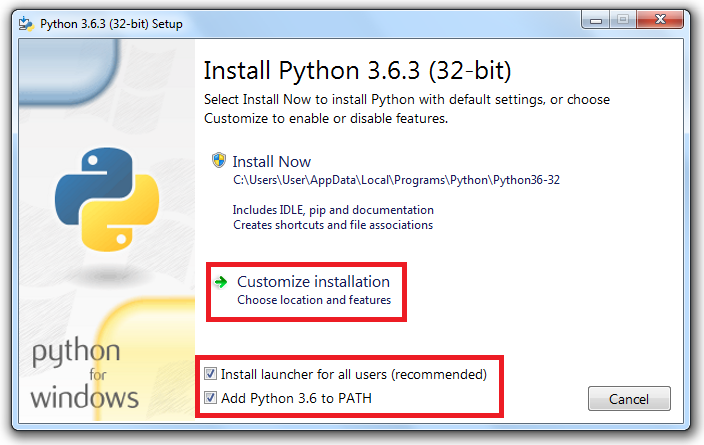 Python 3.6.3 (32-bit) Setup
Install Python 3.6.3 (32-bit)
Select Install Now to install Python with default settings, or choose
Customize to enable or disable features.
Install Now
C:\Users\User\AppData\Local\Programs\Python\Python36-32
Includes IDLE, pip and documentation
Creates shortcuts and file associations
Customize installation
Choose location and features
python
for
windows
Install launcher for all users (recommended)
Add Python 3.6 to PATH
Cancel